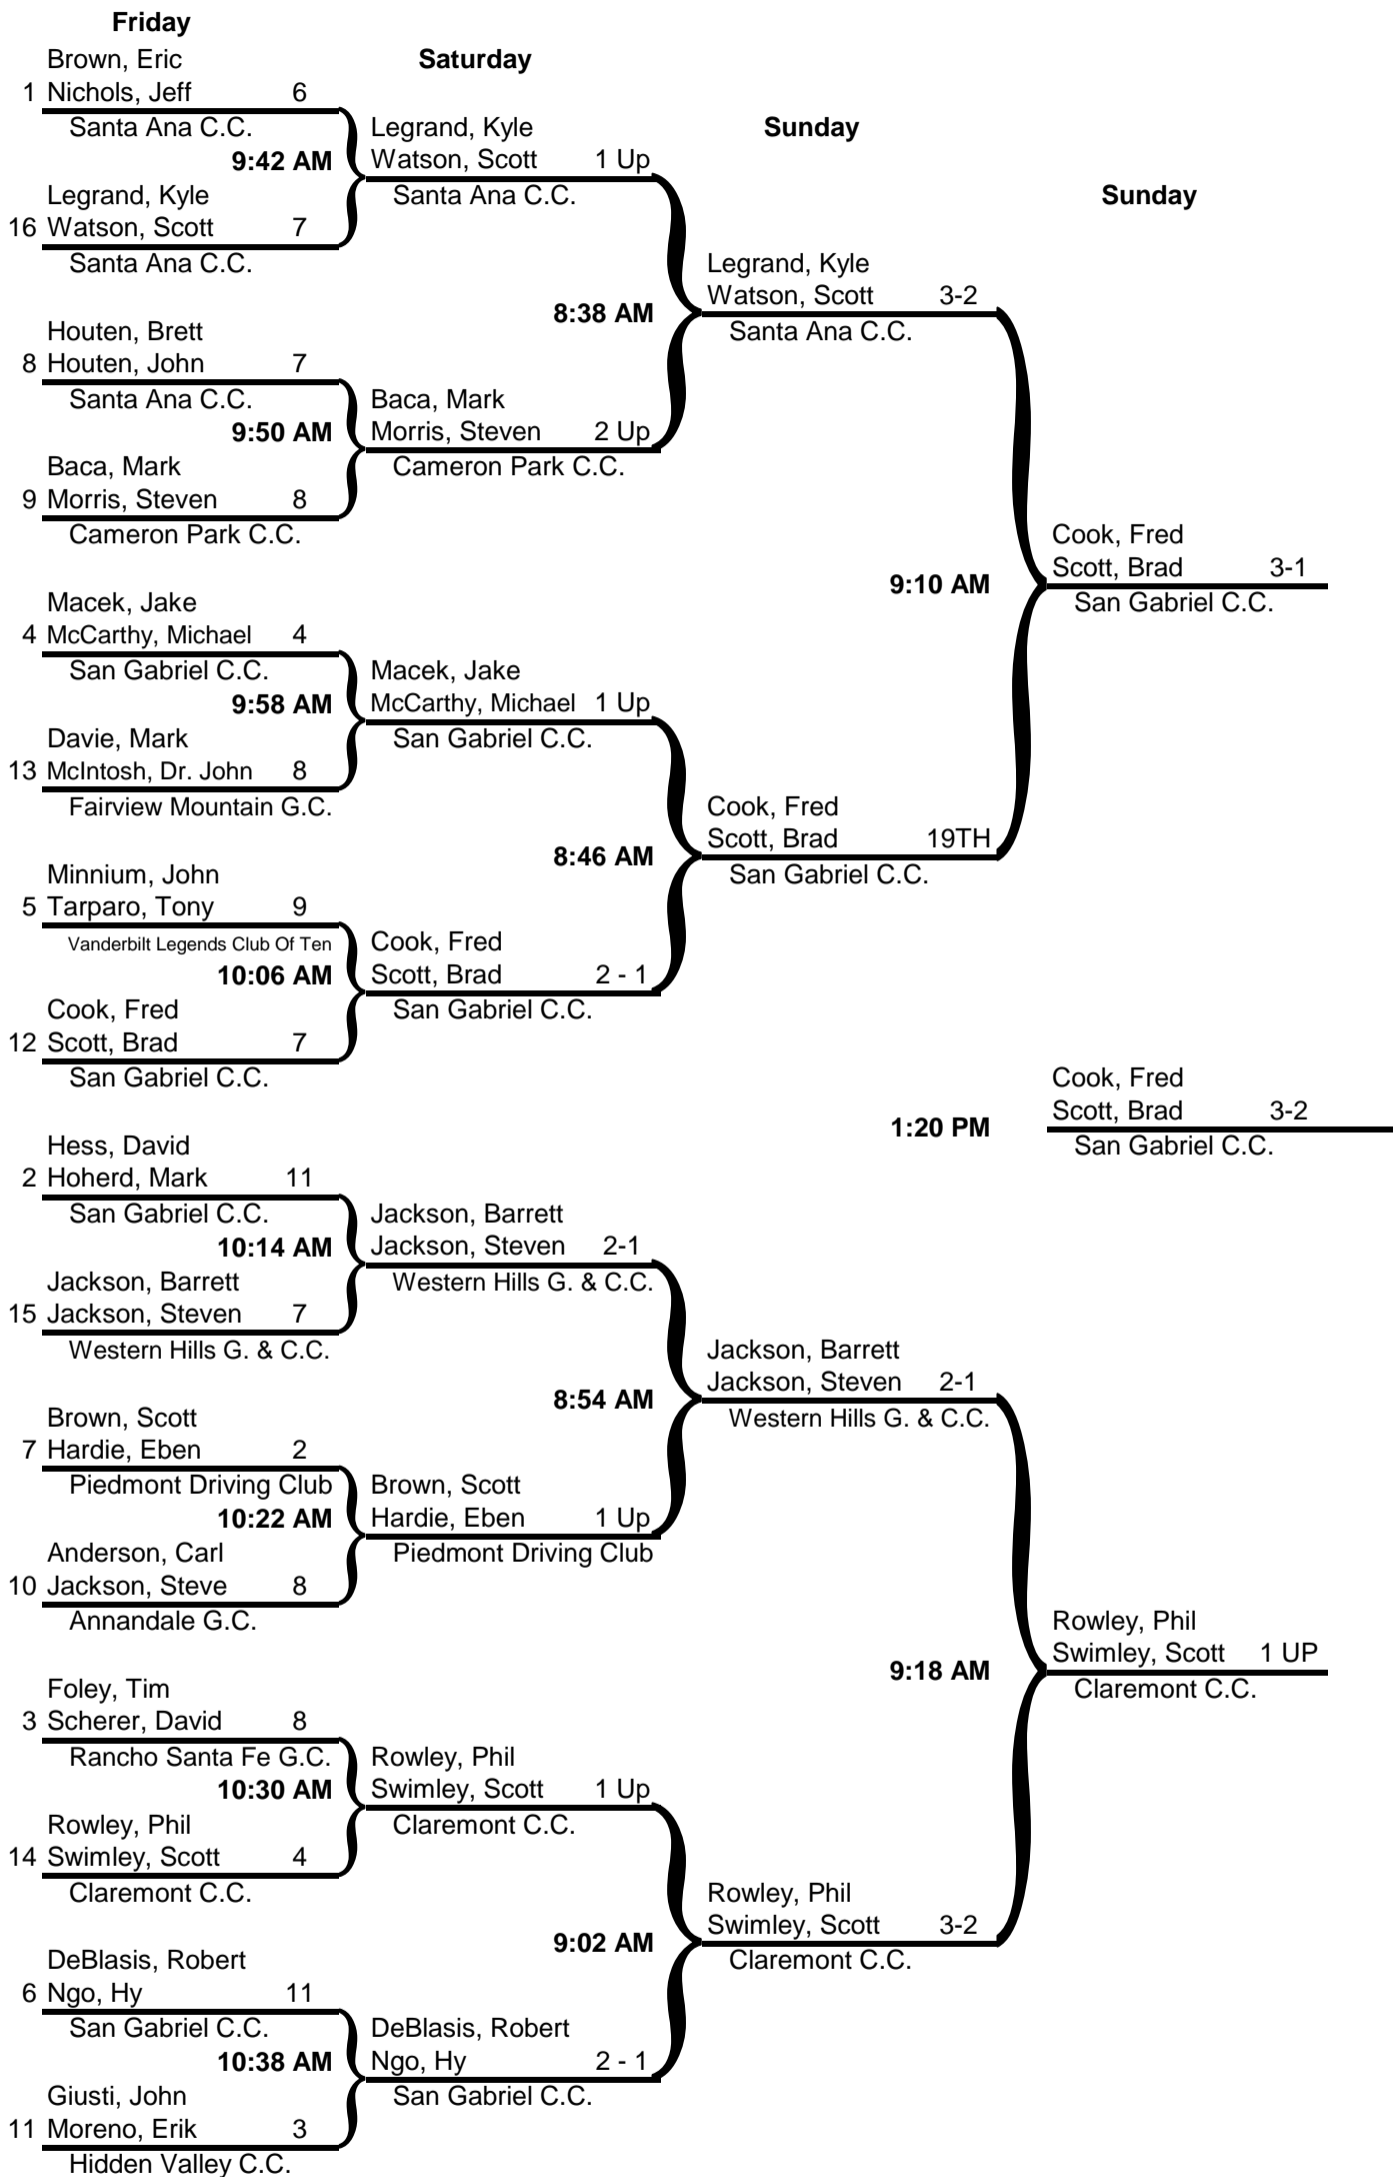 Friday
Brown, Eric
1 Nichols, Jeff 6
Santa Ana C.C.
9:42 AM
Legrand, Kyle
16 Watson, Scott 7
Santa Ana C.C.
Houten, Brett
8 Houten, John 7
Santa Ana C.C.
9:50 AM
Baca, Mark
9 Morris, Steven 8
Cameron Park C.C.
Macek, Jake
4 McCarthy, Michael 4
San Gabriel C.C.
9:58 AM
Davie, Mark
13 McIntosh, Dr. John 8
Fairview Mountain G.C.
Minnium, John
5 Tarparo, Tony 9
Vanderbilt Legends Club Of Ten
10:06 AM
Cook, Fred
12 Scott, Brad 7
San Gabriel C.C.
Hess, David
2 Hoherd, Mark 11
San Gabriel C.C.
10:14 AM
Jackson, Barrett
15 Jackson, Steven 7
Western Hills G. & C.C.
Brown, Scott
7 Hardie, Eben 2
Piedmont Driving Club
10:22 AM
Anderson, Carl
10 Jackson, Steve 8
Annandale G.C.
Foley, Tim
3 Scherer, David 8
Rancho Santa Fe G.C.
10:30 AM
Rowley, Phil
14 Swimley, Scott 4
Claremont C.C.
DeBlasis, Robert
6 Ngo, Hy 11
San Gabriel C.C.
10:38 AM
Giusti, John
11 Moreno, Erik 3
Hidden Valley C.C.
Saturday
Legrand, Kyle
Watson, Scott 1 Up
Santa Ana C.C.
8:38 AM
Baca, Mark
Morris, Steven 2 Up
Cameron Park C.C.
Macek, Jake
McCarthy, Michael 1 Up
San Gabriel C.C.
8:46 AM
Cook, Fred
Scott, Brad 2 - 1
San Gabriel C.C.
Jackson, Barrett
Jackson, Steven 2-1
Western Hills G. & C.C.
8:54 AM
Brown, Scott
Hardie, Eben 1 Up
Piedmont Driving Club
Rowley, Phil
Swimley, Scott 1 Up
Claremont C.C.
9:02 AM
DeBlasis, Robert
Ngo, Hy 2 - 1
San Gabriel C.C.
Sunday
Legrand, Kyle
Watson, Scott 3-2
Santa Ana C.C.
9:10 AM
Cook, Fred
Scott, Brad 19TH
San Gabriel C.C.
1:20 PM
Jackson, Barrett
Jackson, Steven 2-1
Western Hills G. & C.C.
9:18 AM
Rowley, Phil
Swimley, Scott 3-2
Claremont C.C.
Sunday
Cook, Fred
Scott, Brad 3-1
San Gabriel C.C.
Cook, Fred
Scott, Brad 3-2
San Gabriel C.C.
Rowley, Phil
Swimley, Scott 1 UP
Claremont C.C.